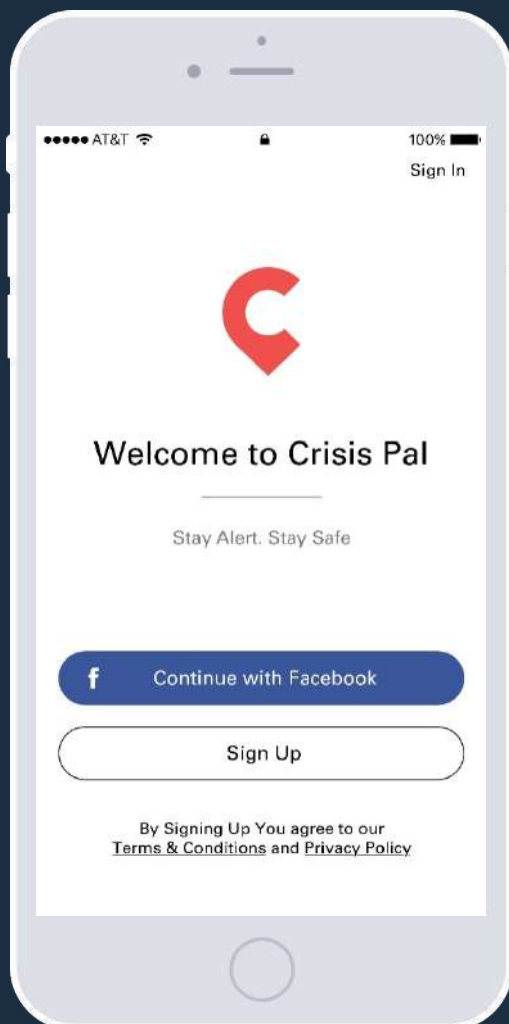 AT&T 100%
Sign In
Welcome to Crisis Pal
Stay Alert. Stay Safe
f Continue with Facebook
Sign Up
By Signing Up You agree to our
Terms & Conditions and Privacy Policy